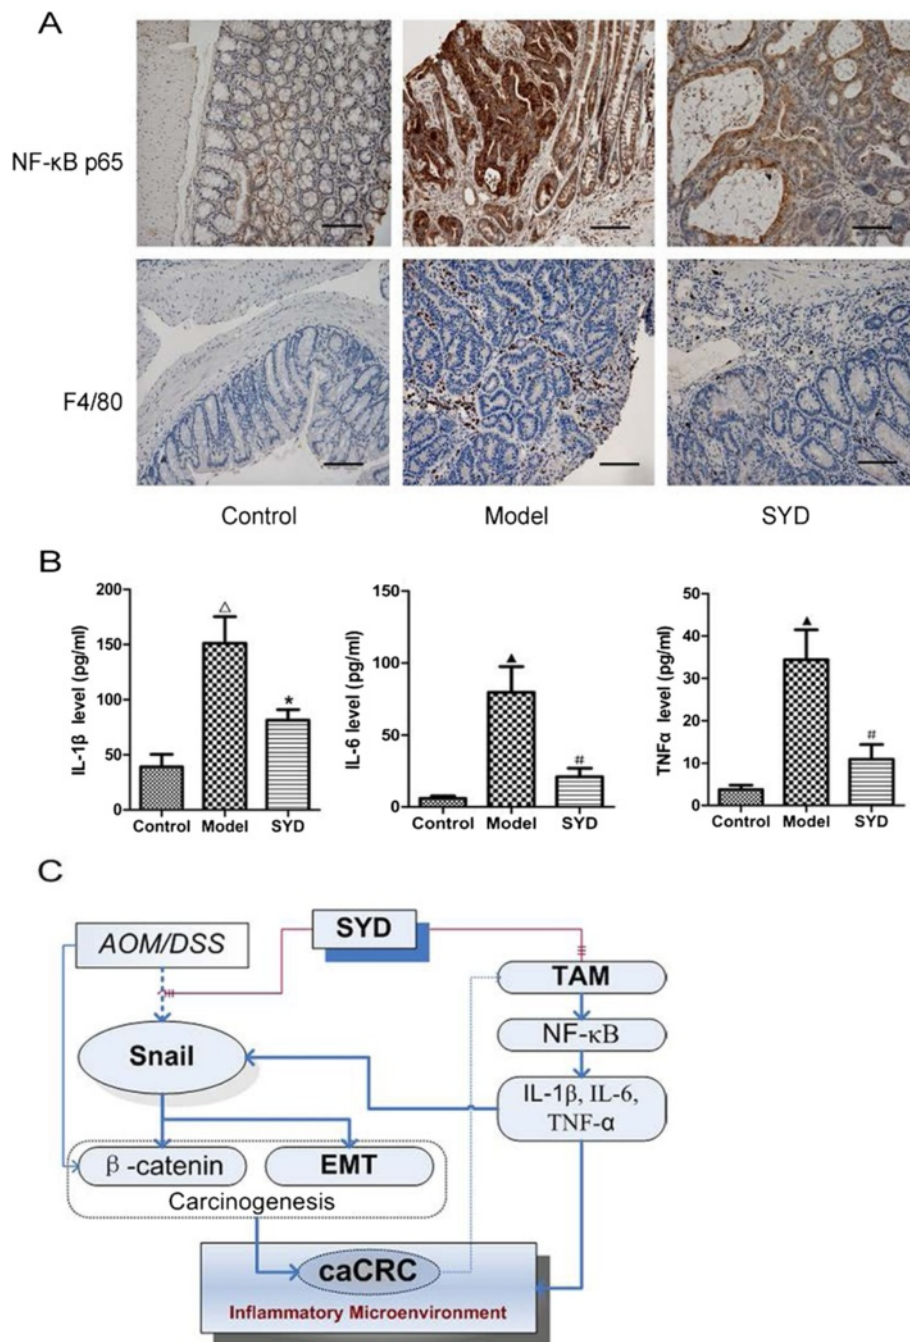 A
NF-κB p65
F4/80
Control Model SYD
B
IL-1β level (pg/ml)
200
150
100
50
0
△
*
Control Model SYD
IL-6 level (pg/ml)
150
100
50
0
▲
#
Control Model SYD
TNFα level (pg/ml)
50
40
30
20
10
0
▲
#
Control Model SYD
C
AOM/DSS
SYD
TAM
Snail
NF-κB
IL-1β, IL-6,
TNF-α
β-catenin
EMT
Carcinogenesis
caCRC
Inflammatory Microenvironment